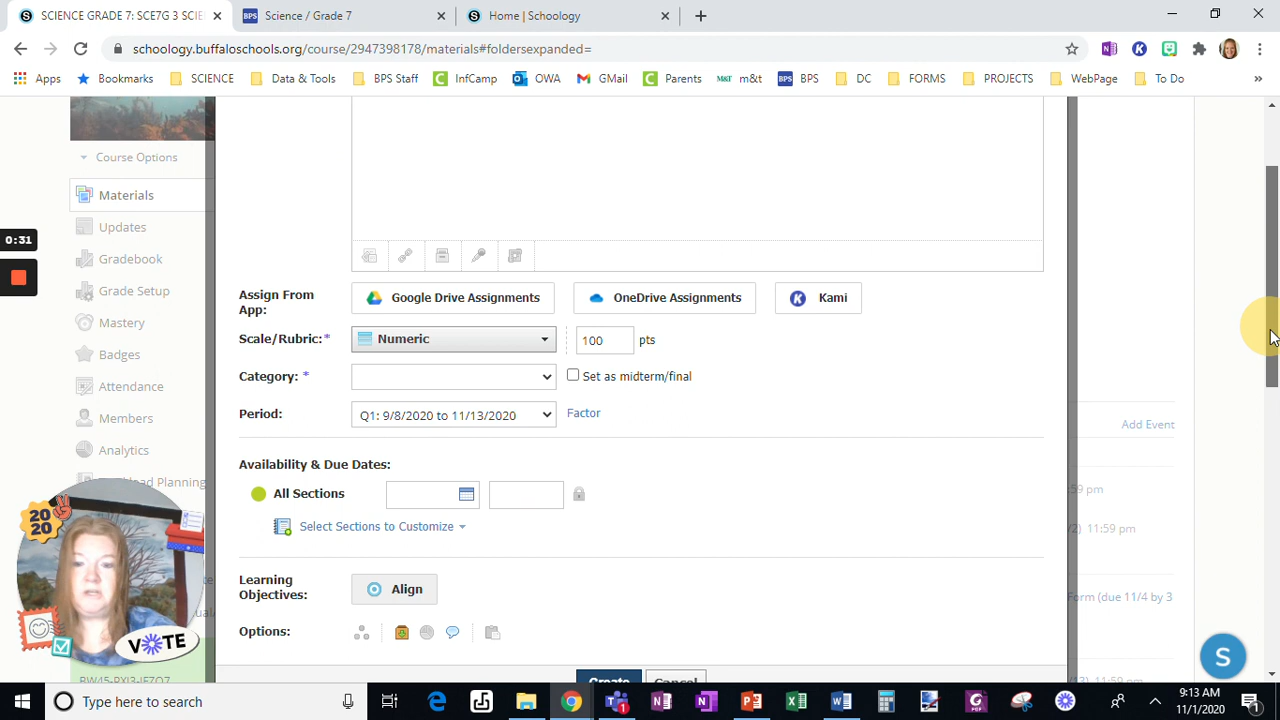 SCIENCE GRADE 7: SCE7G 3 SCIE
BPS Science / Grade 7
Home | Schoology
schoology.buffaloschools.org/course/2947398178/materials#foldersexpanded=
Apps Bookmarks SCIENCE Data & Tools BPS Staff InfCamp OWA GMail Parents m&t BPS DC FORMS PROJECTS WebPage To Do »
Course Options
Materials
Updates
Gradebook
0:31
Grade Setup
Mastery
Badges
Attendance
Members
Analytics
Planning
Assign From App: Google Drive Assignments OneDrive Assignments Kami
Scale/Rubric: * Numeric 100 pts
Category: * Set as midterm/final
Period: Q1: 9/8/2020 to 11/13/2020 Factor
Add Event
Availability & Due Dates:
All Sections
:59 pm
Select Sections to Customize
/2) 11:59 pm
Learning Objectives: Align
Form (due 11/4 by 3
Options:
Create Cancel
/13) 11:59 pm
2020
VOTE
S
Type here to search
9:13 AM
11/1/2020